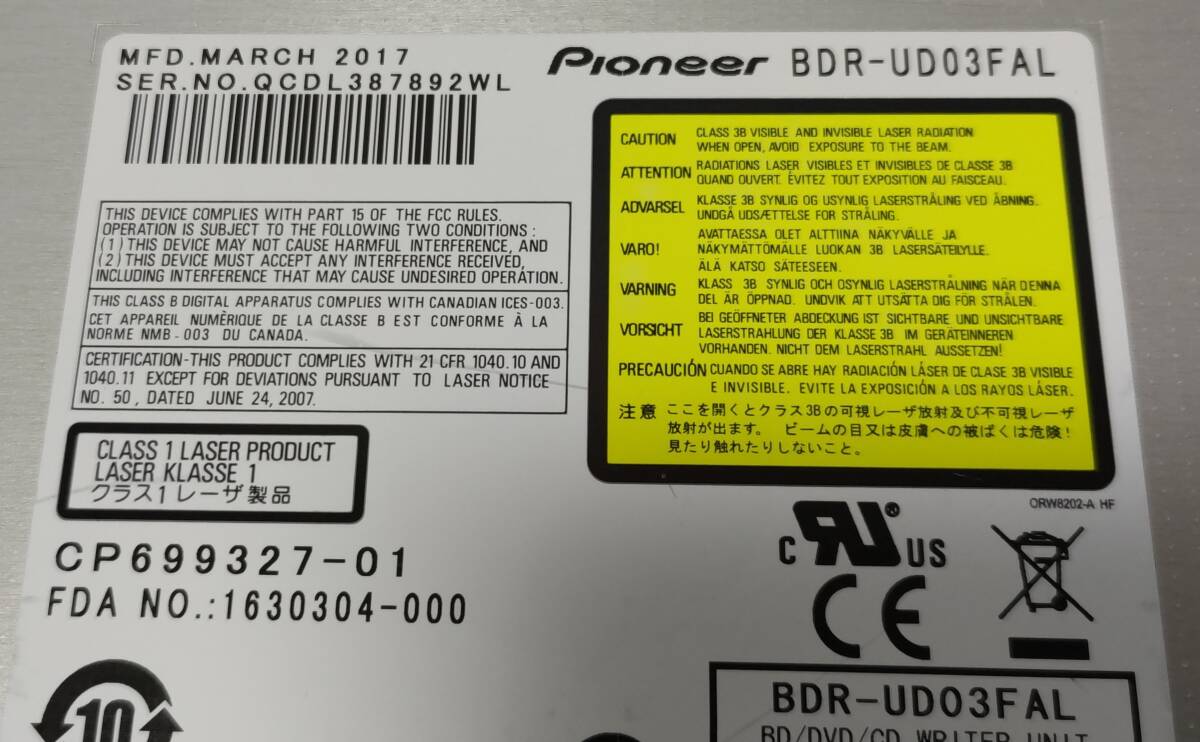 MFD.MARCH 2017
SER.NO.QCDL387892WL
Pioneer BDR-UD03FAL
THIS DEVICE COMPLIES WITH PART 15 OF THE FCC RULES.
OPERATION IS SUBJECT TO THE FOLLOWING TWO CONDITIONS :
(1) THIS DEVICE MAY NOT CAUSE HARMFUL INTERFERENCE, AND
(2) THIS DEVICE MUST ACCEPT ANY INTERFERENCE RECEIVED,
INCLUDING INTERFERENCE THAT MAY CAUSE UNDESIRED OPERATION.
THIS CLASS B DIGITAL APPARATUS COMPLIES WITH CANADIAN ICES-003.
CET APPAREIL NUMÈRIQUE DE LA CLASSE B EST CONFORME À LA
NORME NMB-003 DU CANADA.
CERTIFICATION-THIS PRODUCT COMPLIES WITH 21 CFR 1040.10 AND
1040.11 EXCEPT FOR DEVIATIONS PURSUANT TO LASER NOTICE
NO. 50, DATED JUNE 24, 2007.
CLASS 1 LASER PRODUCT
LASER KLASSE 1
クラス1レーザ製品
CP699327-01
FDA NO.:1630304-000
10
CAUTION CLASS 3B VISIBLE AND INVISIBLE LASER RADIATION
WHEN OPEN, AVOID EXPOSURE TO THE BEAM.
ATTENTION RADIATIONS LASER VISIBLES ET INVISIBLES DE CLASSE 3B
QUAND OUVERT. ÉVITEZ TOUT EXPOSITION AU FAISCEAU.
ADVARSEL KLASSE 3B SYNLIG OG USYNLIG LASERSTRÅLING VED ÅBNING.
UNDGÅ UDSÆTTELSE FOR STRÅLING.
VARO! AVATTAESSA OLET ALTTIINA NÄKYVÄLLE JA
NÄKYMÄTTÖMÄLLE LUOKAN 3B LASERSÄTEILYLLE.
ÄLÄ KATSO SÄTEESEEN.
VARNING KLASS 3B SYNLIG OCH OSYNLIG LASERSTRÅLNING NÄR DENNA
DEL ÄR ÖPPNAD. UNDVIK ATT UTSÄTTA DIG FÖR STRÅLEN.
VORSICHT BEI GEÖFFNETER ABDECKUNG IST SICHTBARE UND UNSICHTBARE
LASERSTRAHLUNG DER KLASSE 3B IM GERÄTEINNEREN
VORHANDEN. NICHT DEM LASERSTRAHL AUSSETZEN!
PRECAUCIÓN CUANDO SE ABRE HAY RADIACIÓN LÁSER DE CLASE 3B VISIBLE
E INVISIBLE. EVITE LA EXPOSICIÓN A LOS RAYOS LÁSER.
注意 ここを開くとクラス3Bの可視レーザ放射及び不可視レーザ
放射が出ます。 ビームの目又は皮膚への被ばくは危険!
見たり触れたりしないこと。
ORW8202-A HF
C RU® US
CE
BDR-UD03FAL
BD/DVD/CD WRITER UNIT